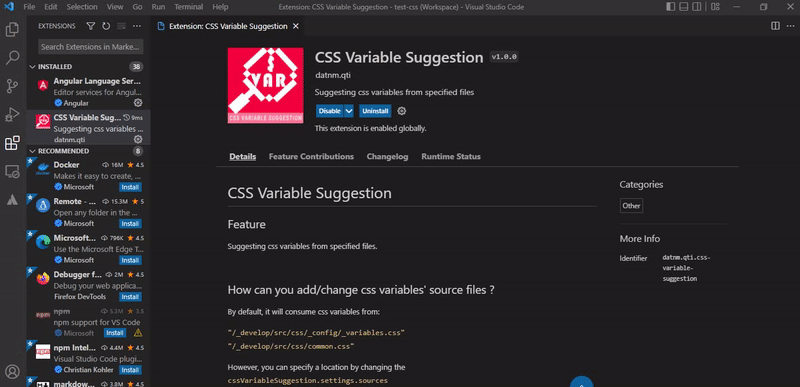 File Edit Selection View Go Run Terminal Help
Extension: CSS Variable Suggestion - test-css (Workspace) - Visual Studio Code
EXTENSIONS
Search Extensions in Marke...
INSTALLED 38
Angular Language Ser...
Editor services for Angul...
Angular
CSS Variable Sug... 9ms
Suggesting css variables ...
datnm.qti
RECOMMENDED 8
Docker 16M 4.5
Makes it easy to create, ...
Microsoft Install
Remote - ... 15.3M 5
Open any folder in the ...
Microsoft Install
Microsof... 796K 4.5
Use the Microsoft Edge T...
Microsoft Install
Debugger f... 2M 4.5
Debug your web applica...
Firefox DevTools Install
npm 5.3M 3.5
npm support for VS Code
Microsoft Install
npm Intel... 4.4M 4.5
Visual Studio Code plugi...
Christian Kohler Install
markdow... 3.8M 4.5
Extension: CSS Variable Suggestion
VAR
CSS VARIABLE SUGGESTION
CSS Variable Suggestion v1.0.0
datnm.qti
Suggesting css variables from specified files
Disable Uninstall
This extension is enabled globally.
Details Feature Contributions Changelog Runtime Status
CSS Variable Suggestion
Feature
Suggesting css variables from specified files.
How can you add/change css variables' source files ?
By default, it will consume css variables from:
"/_develop/src/css/_config/_variables.css"
"/_develop/src/css/common.css"
However, you can specify a location by changing the
cssVariableSuggestion.settings.sources
Categories
Other
More Info
Identifier datnm.qti.css-
variable-
suggestion